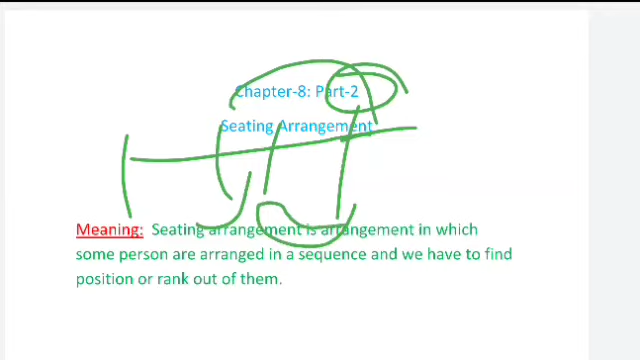 Chapter-8: Part-2
Seating Arrangement
Meaning: Seating arrangement is arrangement in which
some person are arranged in a sequence and we have to find
position or rank out of them.